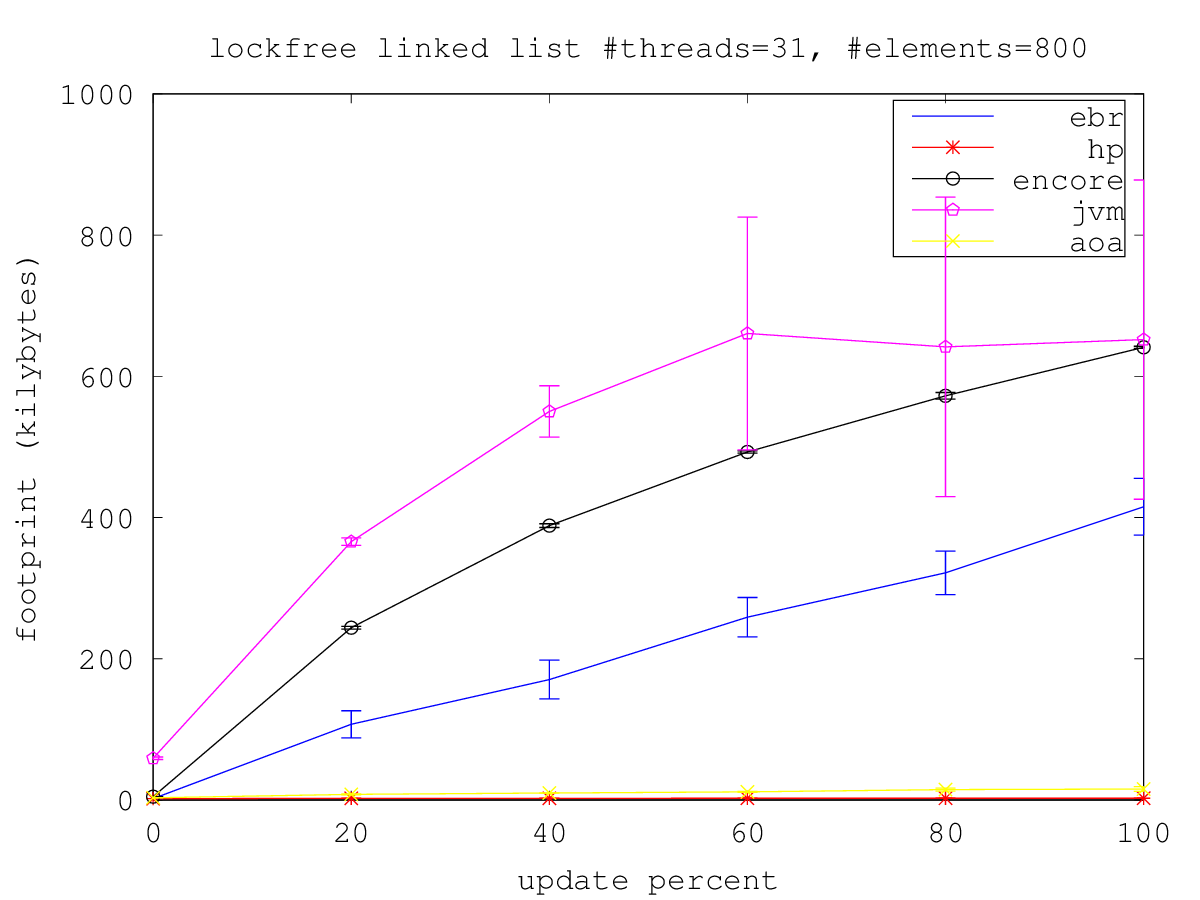 lockfree linked list #threads=31, #elements=800
1000
800
600
400
200
0
footprint (kilybytes)
ebr
hp
encore
jvm
aoa
0 20 40 60 80 100
update percent